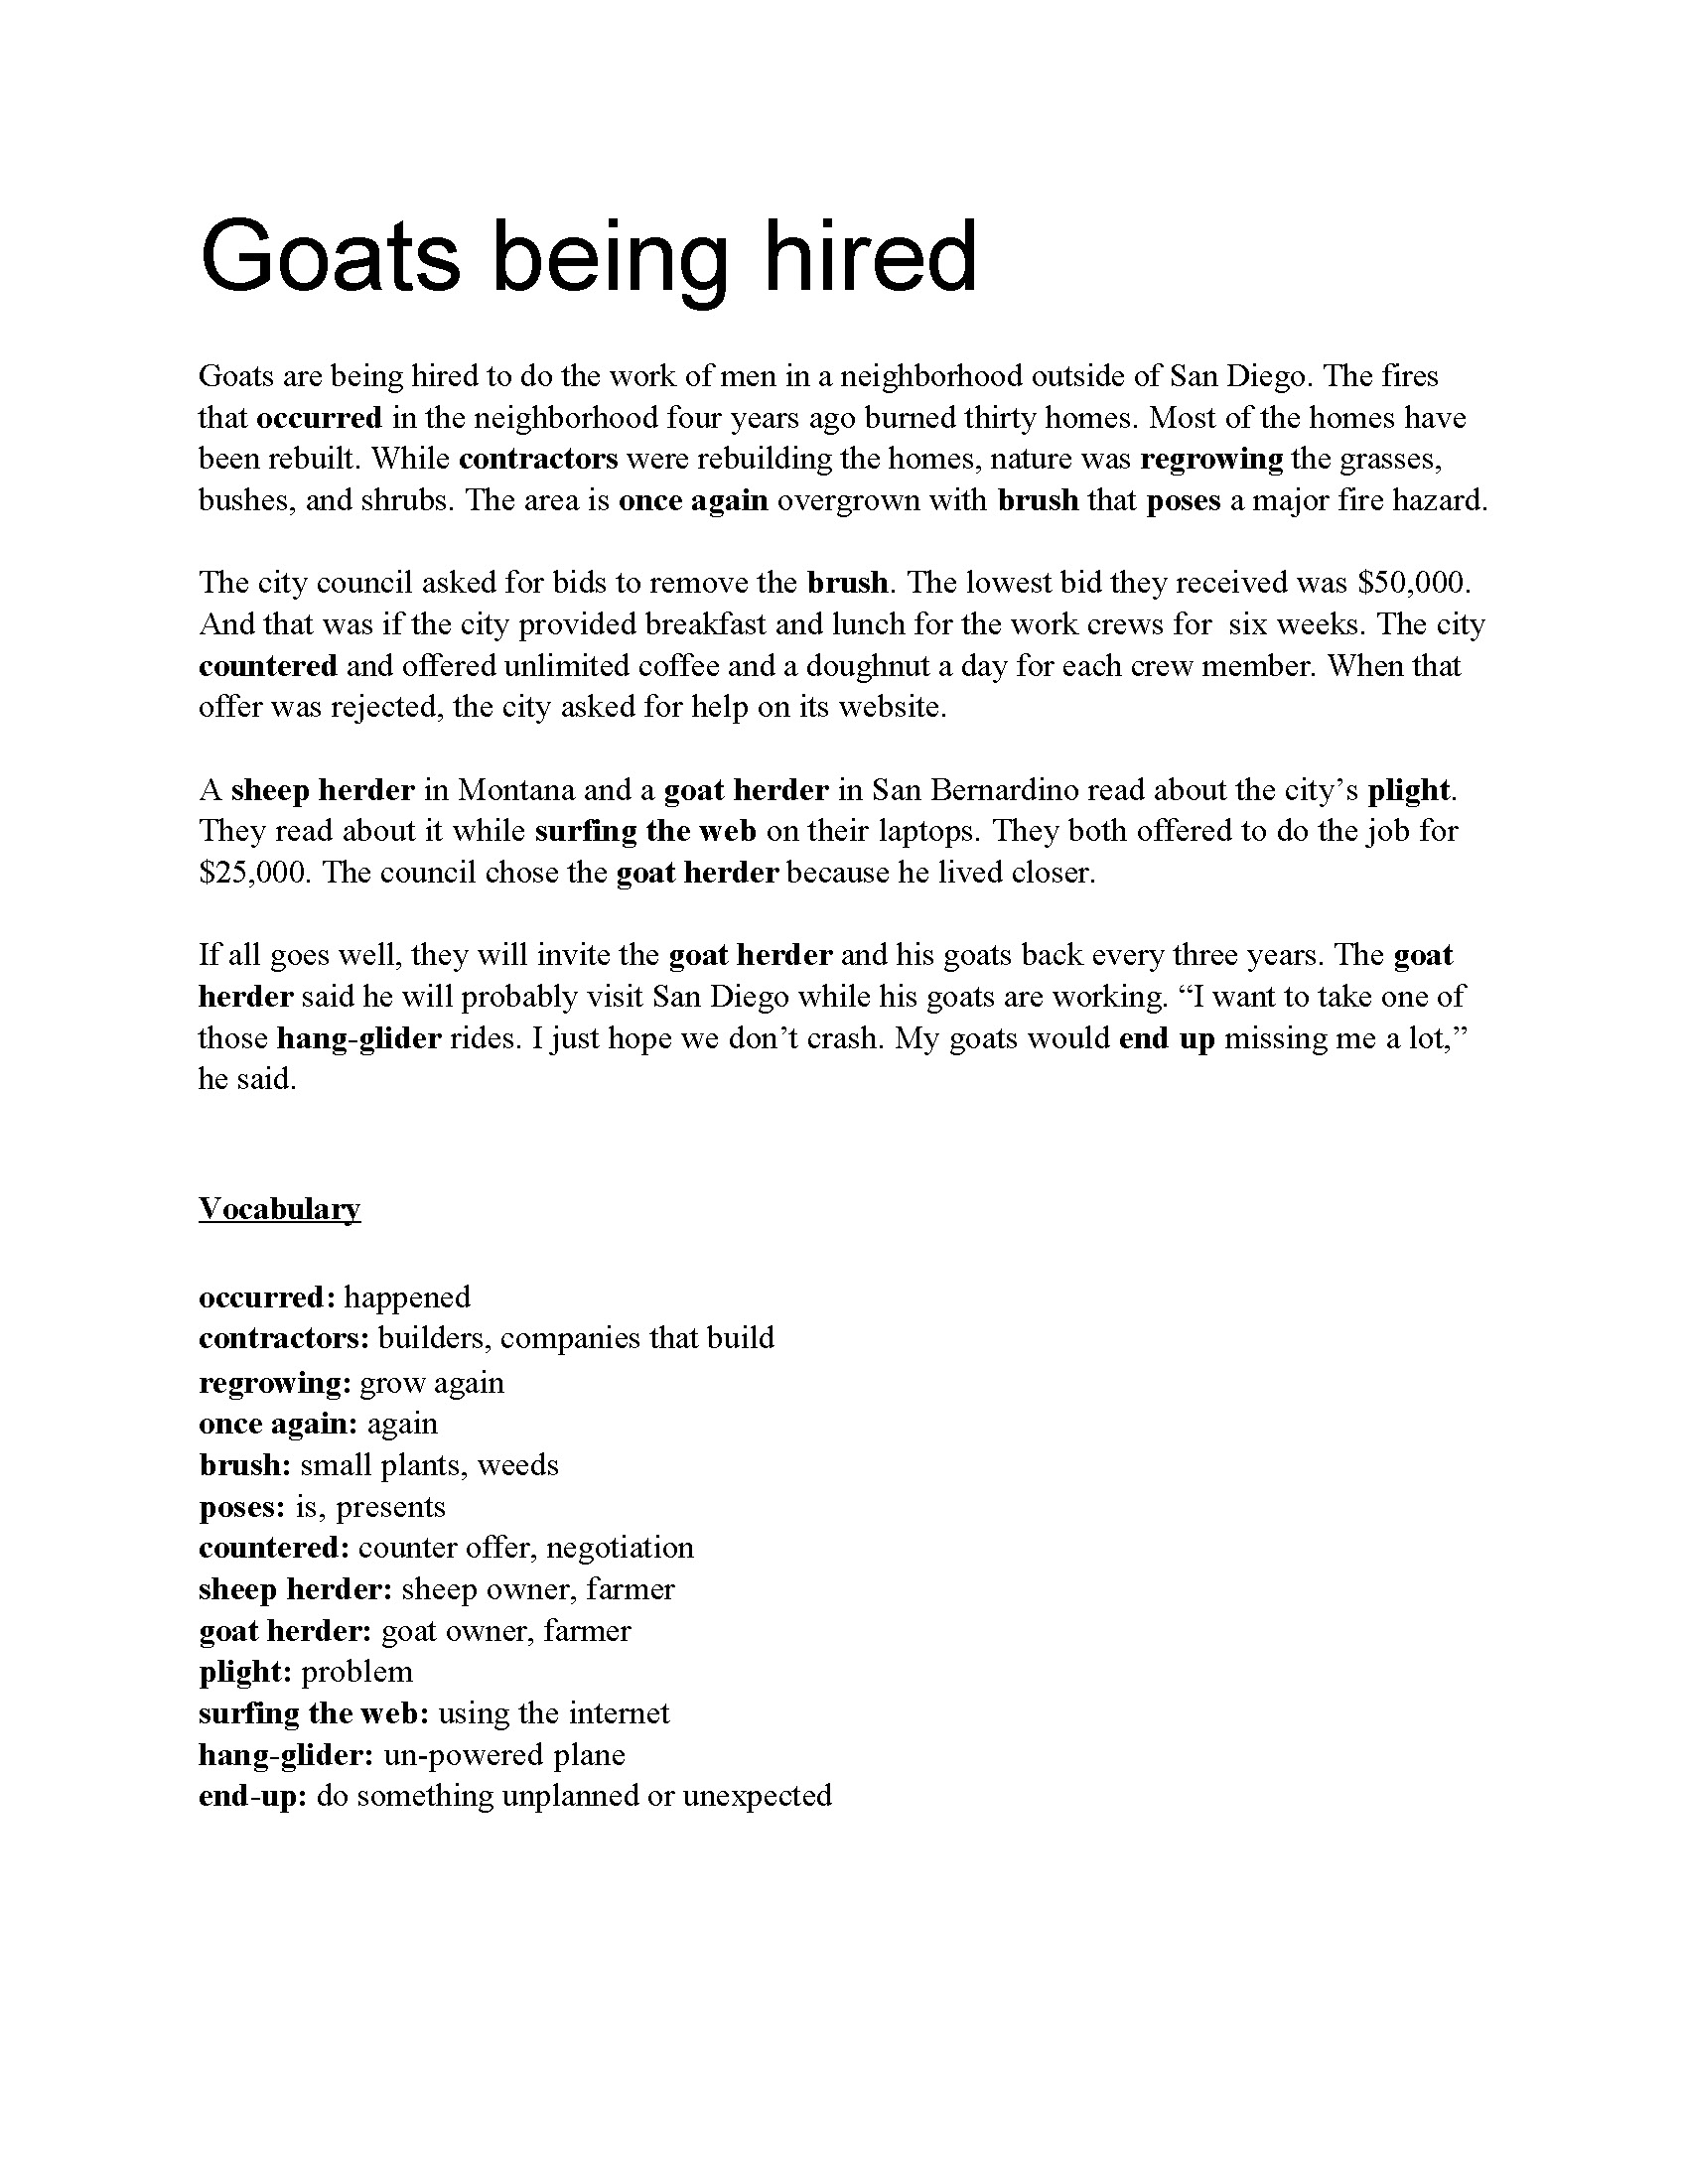 Goats being hired
Goats are being hired to do the work of men in a neighborhood outside of San Diego. The fires
that occurred in the neighborhood four years ago burned thirty homes. Most of the homes have
been rebuilt. While contractors were rebuilding the homes, nature was regrowing the grasses,
bushes, and shrubs. The area is once again overgrown with brush that poses a major fire hazard.
The city council asked for bids to remove the brush. The lowest bid they received was $50,000.
And that was if the city provided breakfast and lunch for the work crews for  six weeks. The city
countered and offered unlimited coffee and a doughnut a day for each crew member. When that
offer was rejected, the city asked for help on its website.
A sheep herder in Montana and a goat herder in San Bernardino read about the city’s plight.
They read about it while surfing the web on their laptops. They both offered to do the job for
$25,000. The council chose the goat herder because he lived closer.
If all goes well, they will invite the goat herder and his goats back every three years. The goat
herder said he will probably visit San Diego while his goats are working. “I want to take one of
those hang-glider rides. I just hope we don’t crash. My goats would end up missing me a lot,”
he said.
Vocabulary
occurred: happened
contractors: builders, companies that build
regrowing: grow again
once again: again
brush: small plants, weeds
poses: is, presents
countered: counter offer, negotiation
sheep herder: sheep owner, farmer
goat herder: goat owner, farmer
plight: problem
surfing the web: using the internet
hang-glider: un-powered plane
end-up: do something unplanned or unexpected